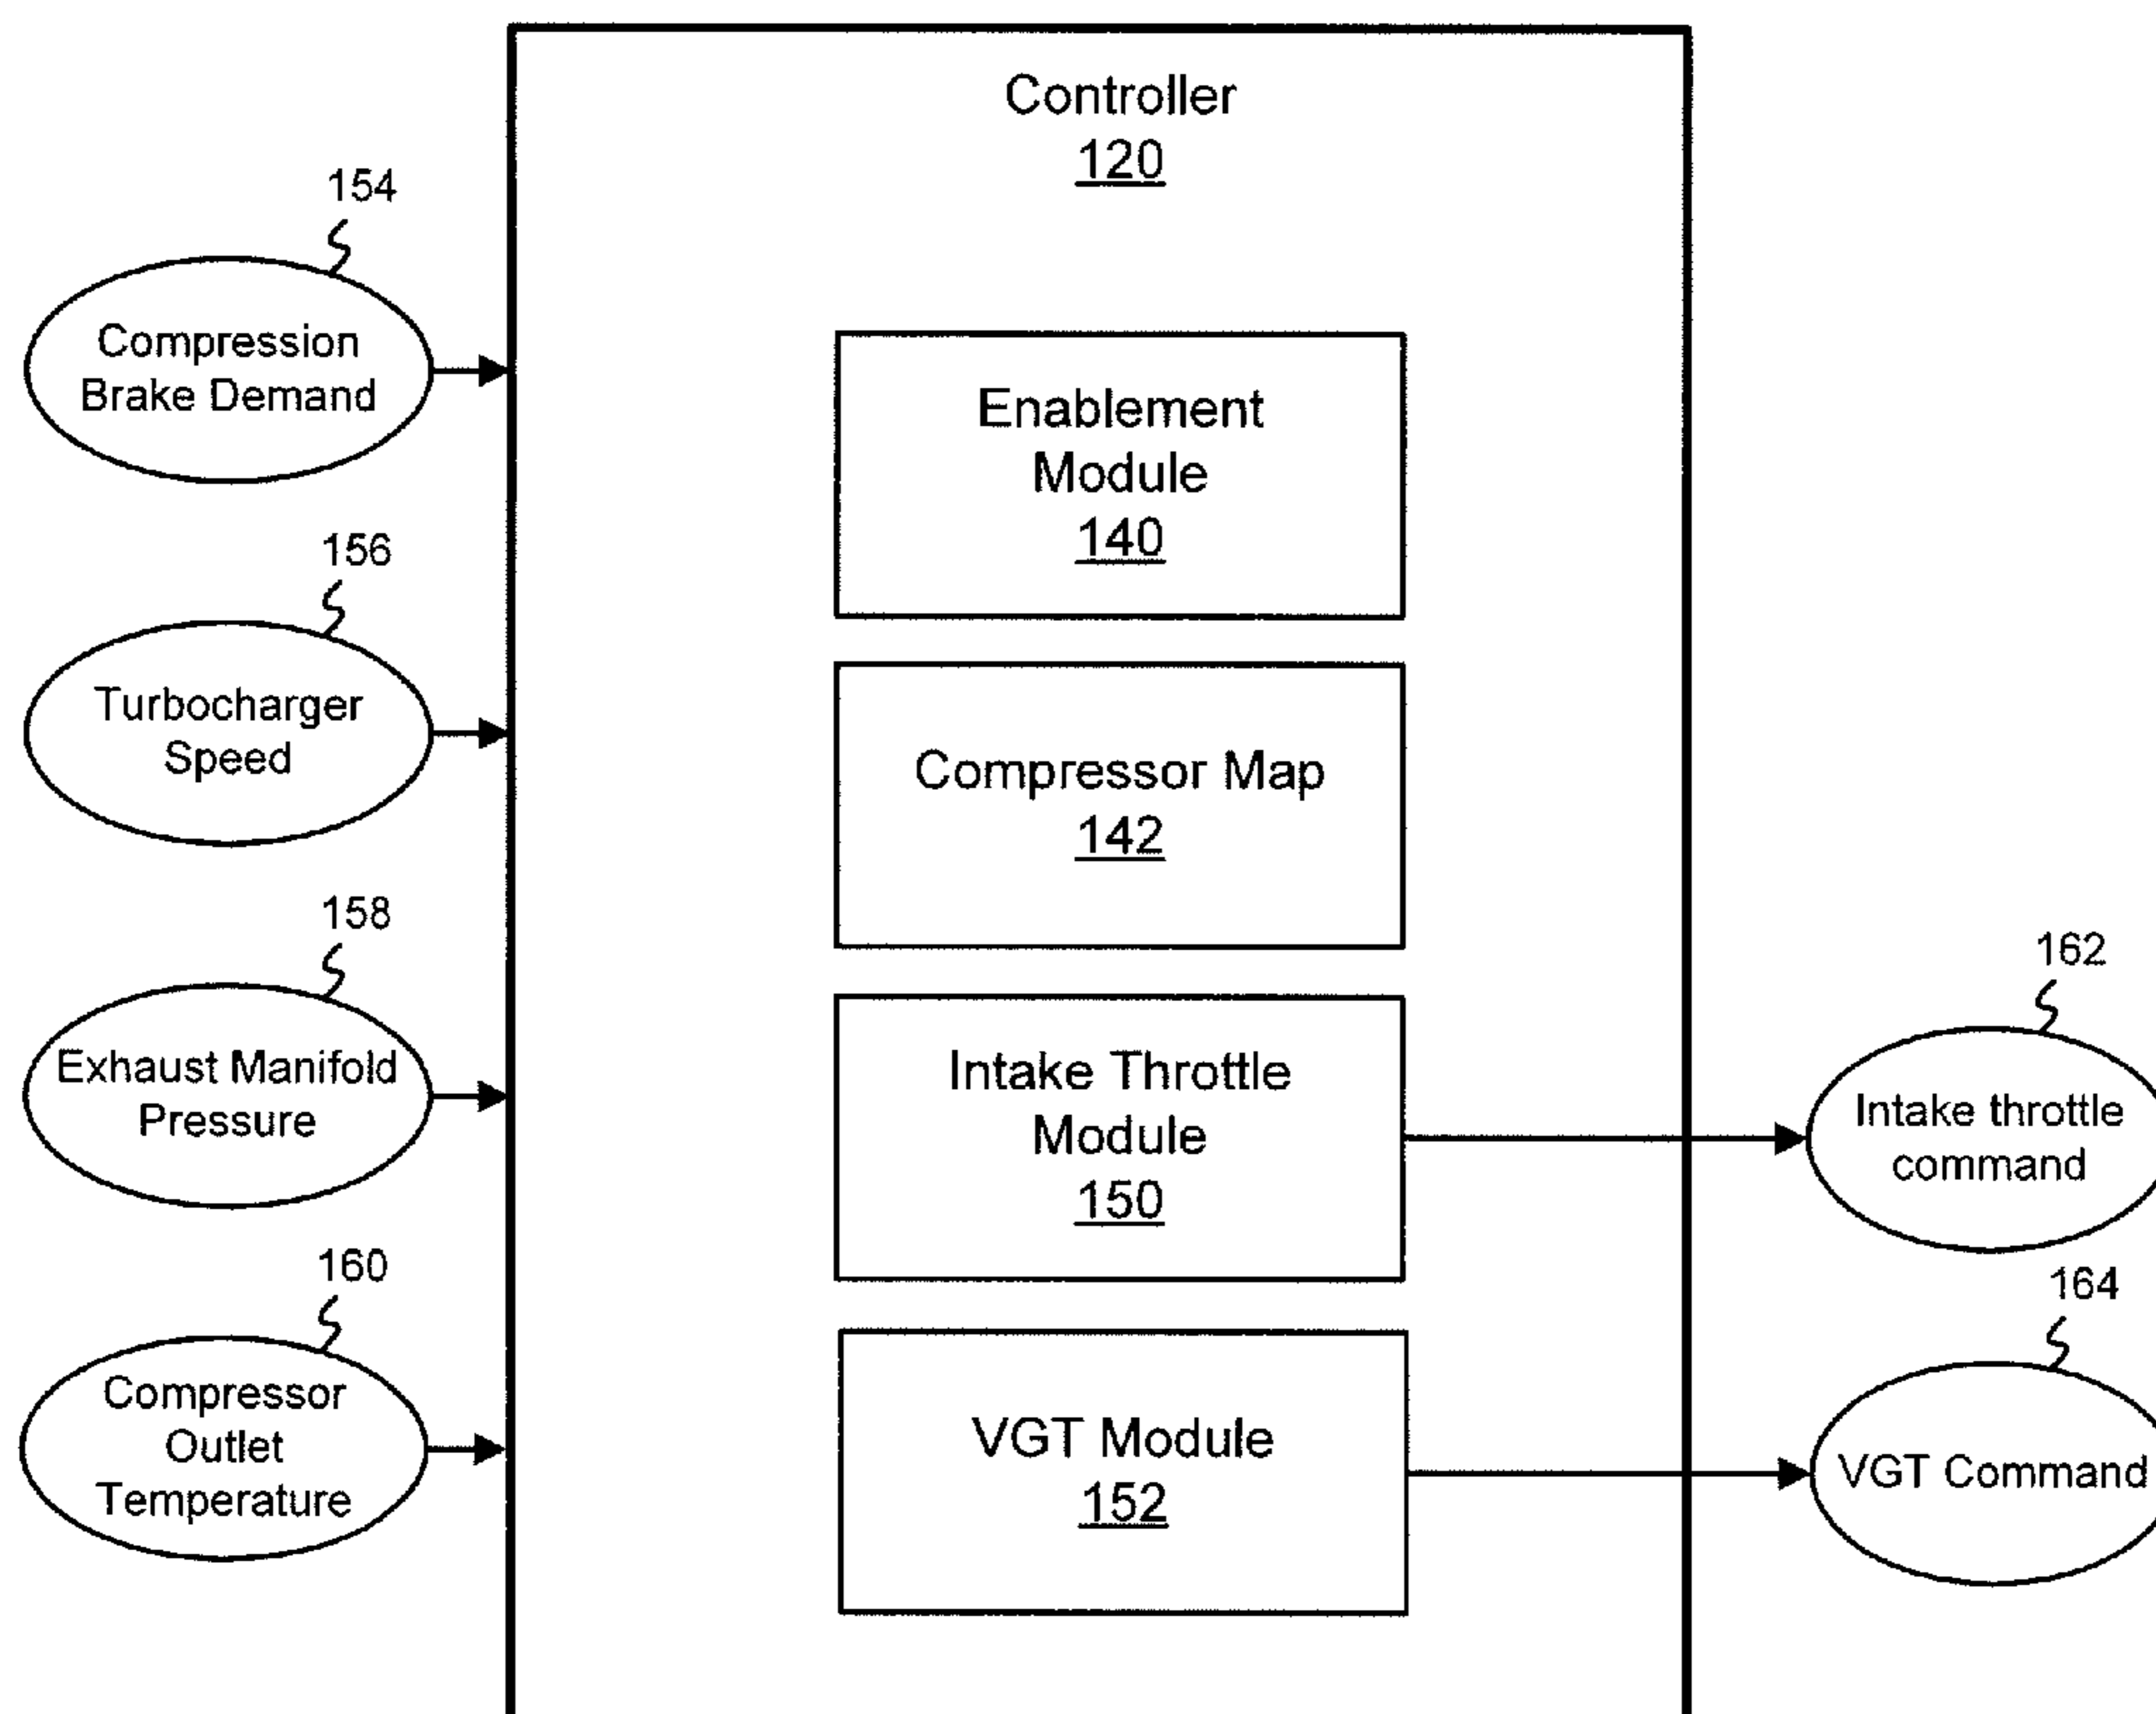 Controller
120
154
Compression
Brake Demand
156
Turbocharger
Speed
158
Exhaust Manifold
Pressure
160
Compressor
Outlet
Temperature
Enablement
Module
140
Compressor Map
142
Intake Throttle
Module
150
VGT Module
152
162
Intake throttle
command
164
VGT Command